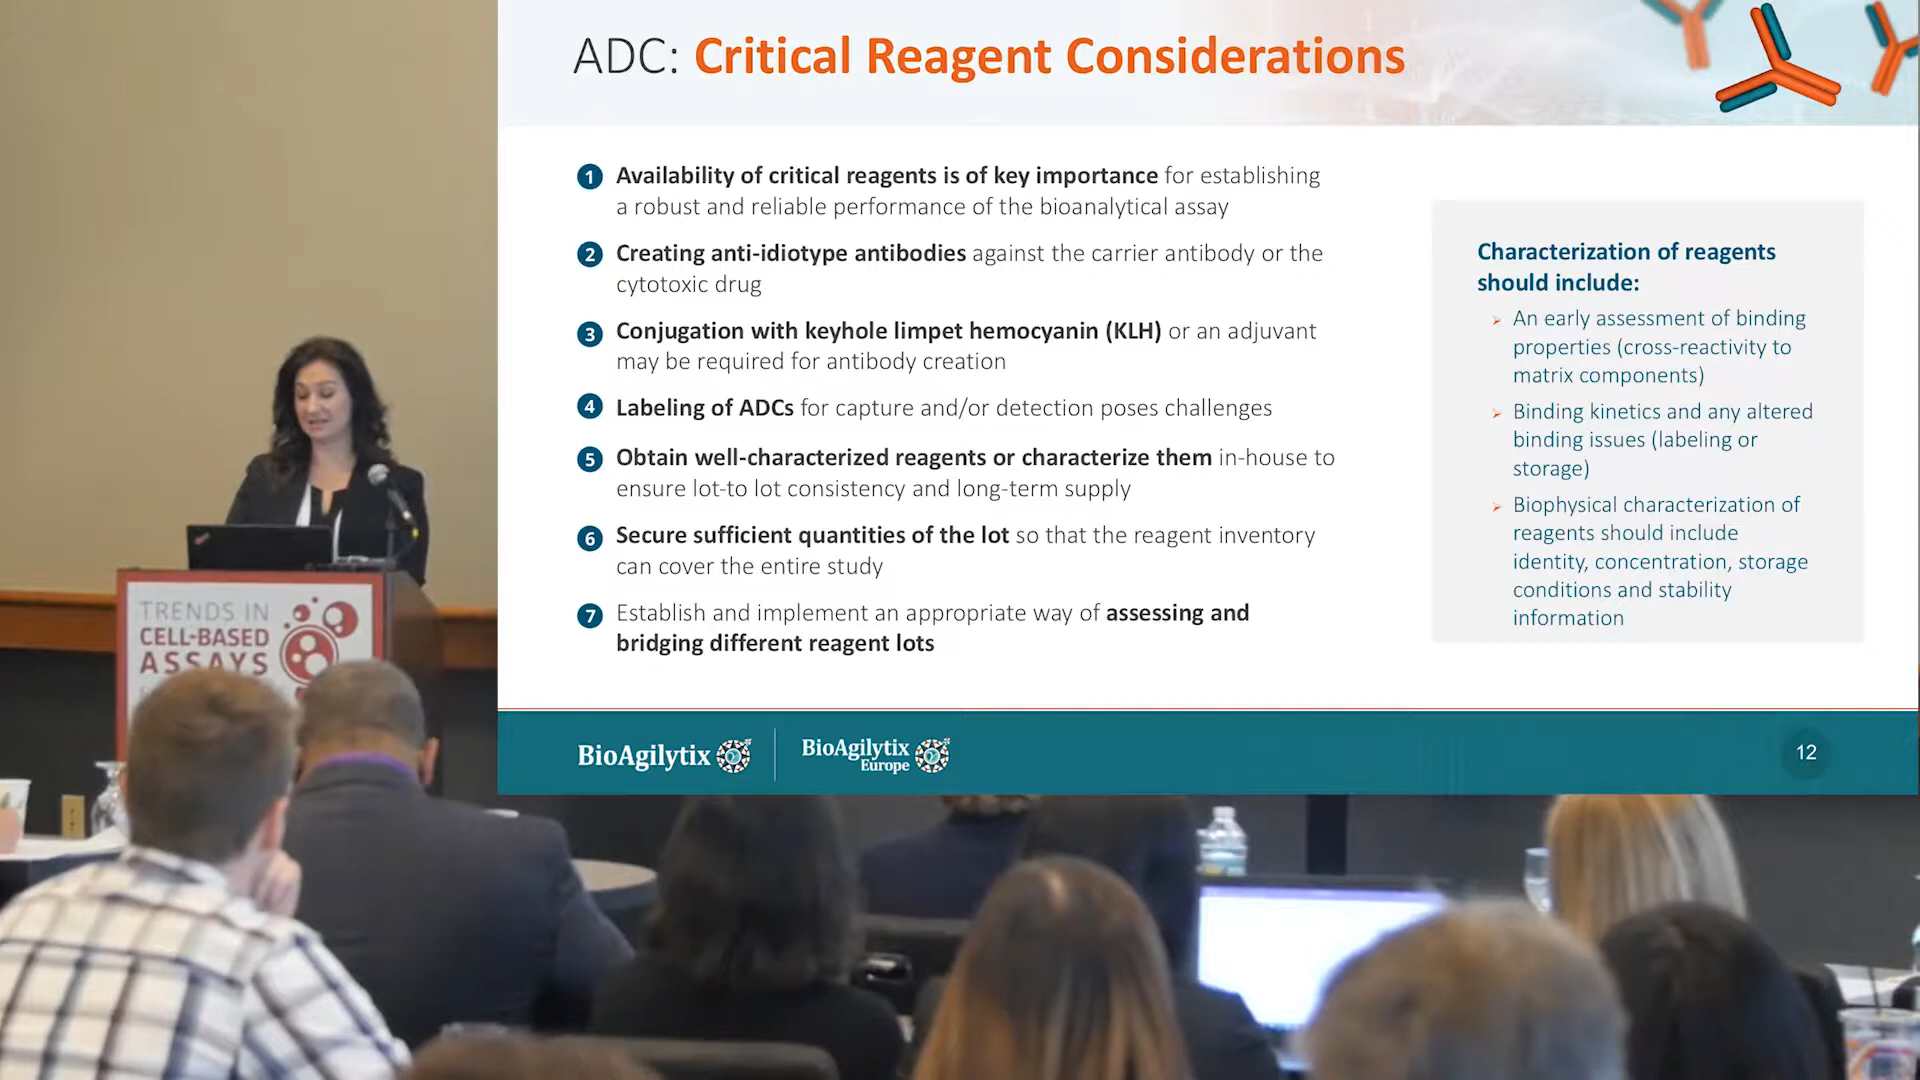 ADC: Critical Reagent Considerations
1 Availability of critical reagents is of key importance for establishing
a robust and reliable performance of the bioanalytical assay
2 Creating anti-idiotype antibodies against the carrier antibody or the
cytotoxic drug
3 Conjugation with keyhole limpet hemocyanin (KLH) or an adjuvant
may be required for antibody creation
4 Labeling of ADCs for capture and/or detection poses challenges
5 Obtain well-characterized reagents or characterize them in-house to
ensure lot-to lot consistency and long-term supply
6 Secure sufficient quantities of the lot so that the reagent inventory
can cover the entire study
7 Establish and implement an appropriate way of assessing and
bridging different reagent lots
Characterization of reagents
should include:
An early assessment of binding
properties (cross-reactivity to
matrix components)
Binding kinetics and any altered
binding issues (labeling or
storage)
Biophysical characterization of
reagents should include
identity, concentration, storage
conditions and stability
information
BioAgilytix
BioAgilytix
Europe
12
TRENDS IN
CELL-BASED
ASSAYS